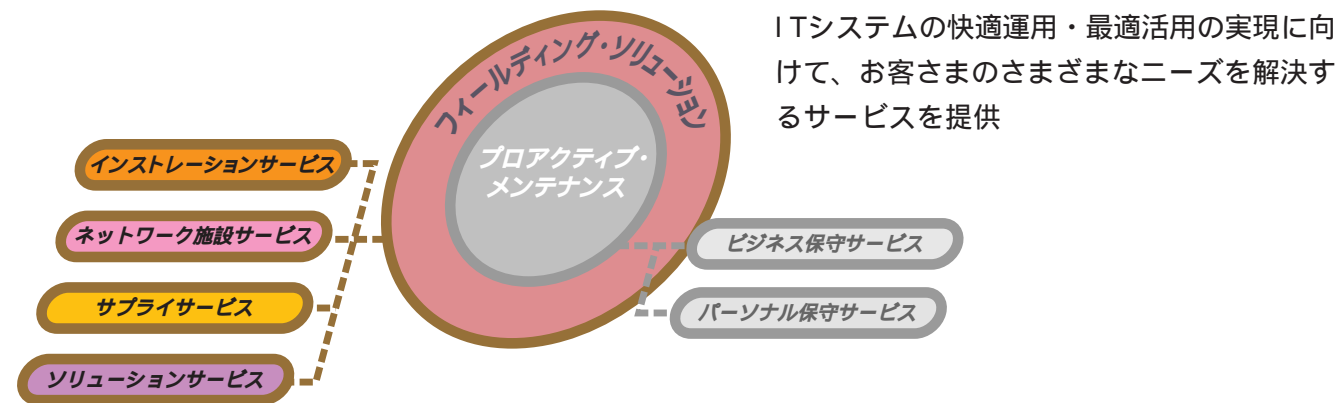 ITシステムの快適運用・最適活用の実現に向
けて、お客さまのさまざまなニーズを解決す
るサービスを提供
フィールディング・ソリューション
プロアクティブ・
メンテナンス
インストレーションサービス
ネットワーク施設サービス
サプライサービス
ソリューションサービス
ビジネス保守サービス
パーソナル保守サービス